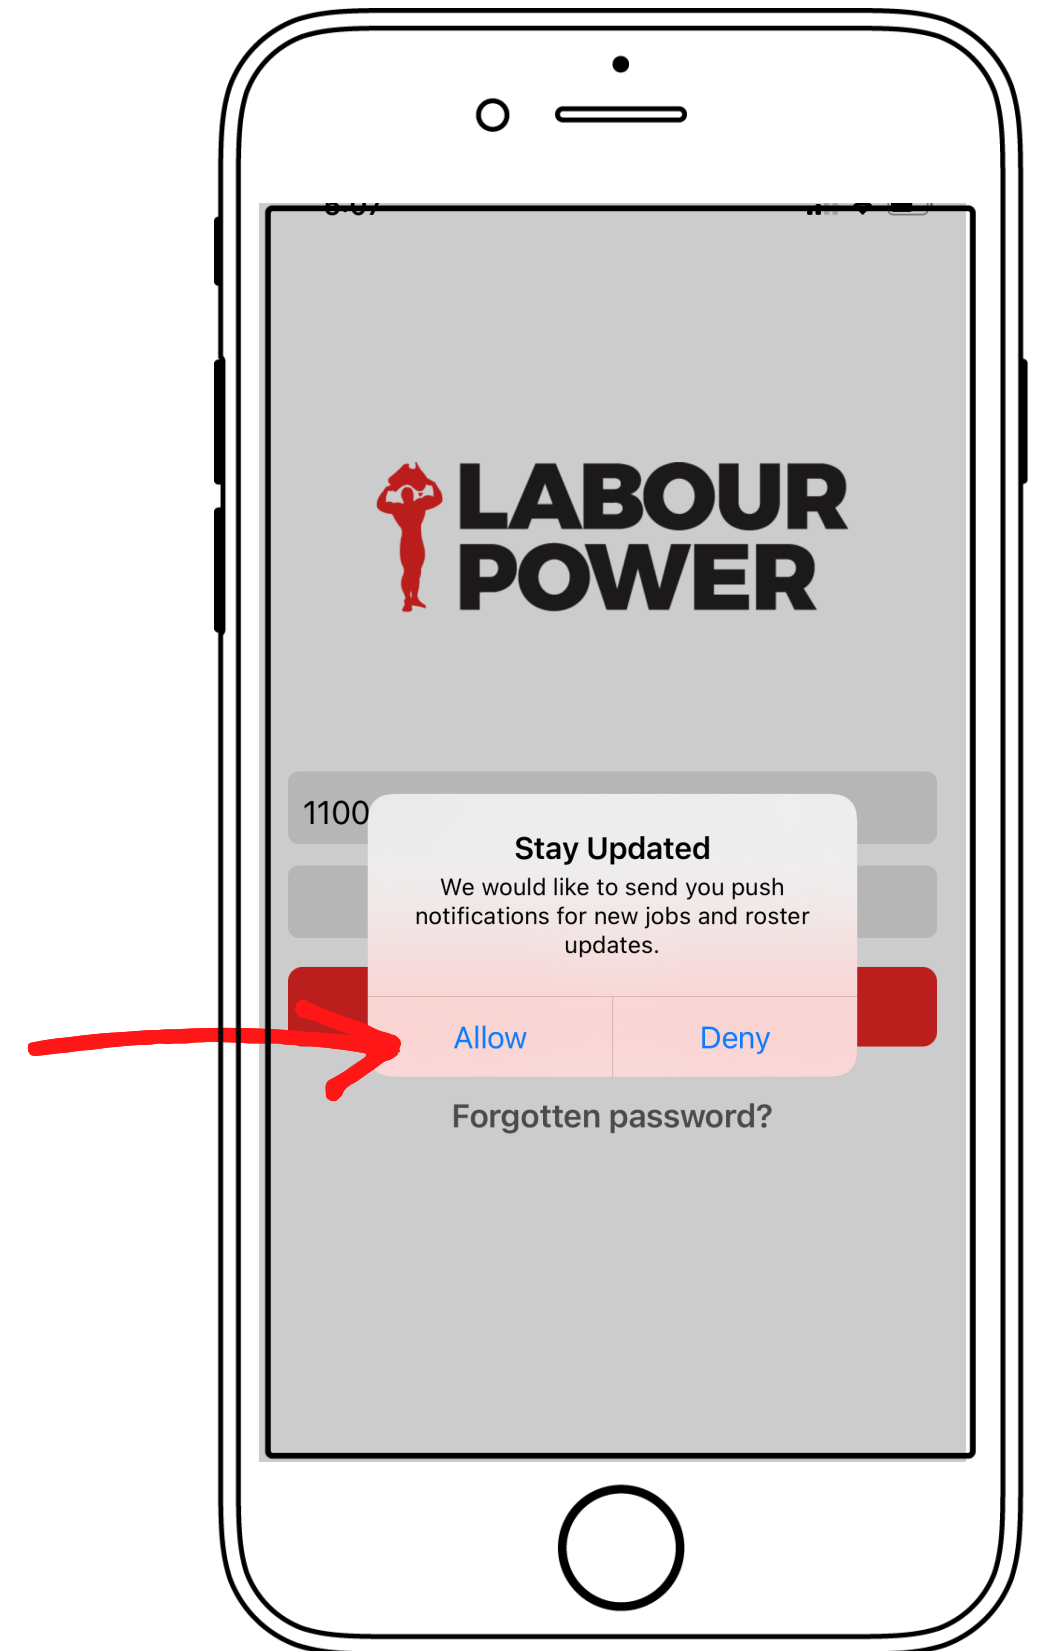 LABOUR
POWER
1100
Stay Updated
We would like to send you push
notifications for new jobs and roster
updates.
Allow
Deny
Forgotten password?